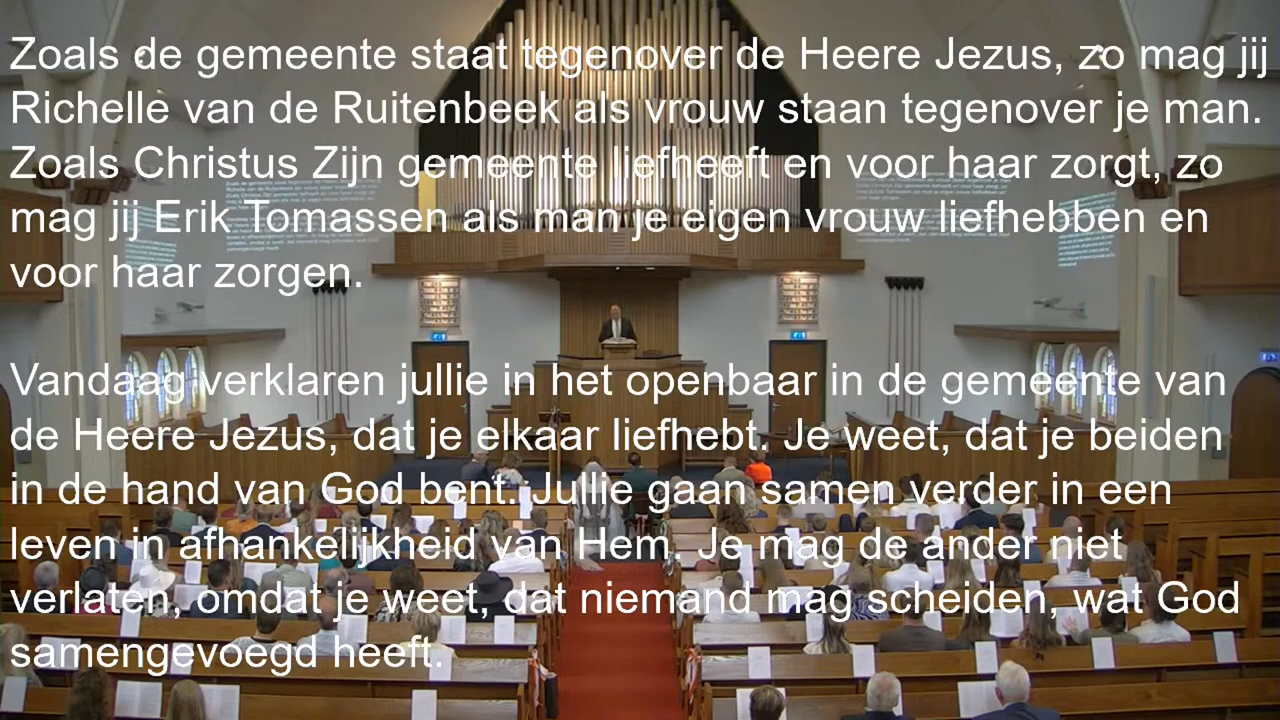 Zoals de gemeente staat tegenover de Heere Jezus, zo mag jij
Richelle van de Ruitenbeek als vrouw staan tegenover je man.
Zoals Christus Zijn gemeente liefheeft en voor haar zorgt, zo
mag jij Erik Tomassen als man je eigen vrouw liefhebben en
voor haar zorgen.
Vandaag verklaren jullie in het openbaar in de gemeente van
de Heere Jezus, dat je elkaar liefhebt. Je weet, dat je beiden
in de hand van God bent. Jullie gaan samen verder in een
leven in afhankelijkheid van Hem. Je mag de ander niet
verlaten, omdat je weet, dat niemand mag scheiden, wat God
samengevoegd heeft.